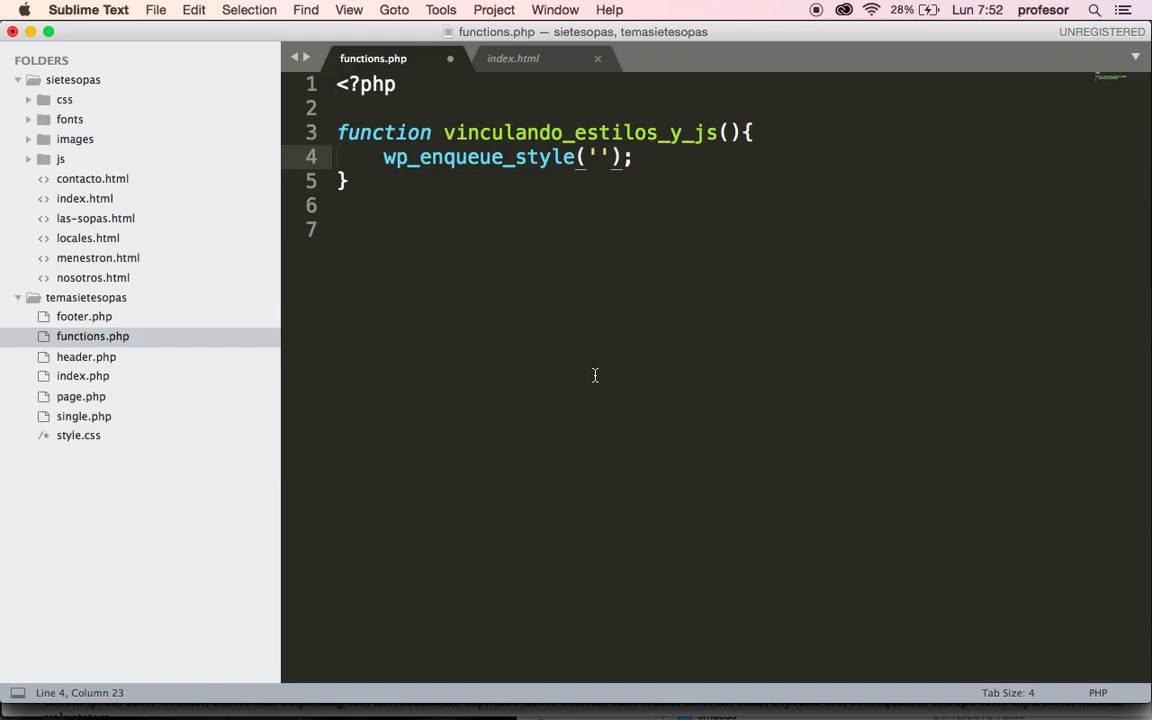 Sublime Text File Edit Selection Find View Goto Tools Project Window Help 28% Lun 7:52 profesor
functions.php — sietesopas, temasietesopas UNREGISTERED
FOLDERS
sietesopas
css
fonts
images
js
contacto.html
index.html
las-sopas.html
locales.html
menestron.html
nosotros.html
temasietesopas
footer.php
functions.php
header.php
index.php
page.php
single.php
style.css
functions.php index.html
1 <?php
2
3 function vinculando_estilos_y_js(){
4 wp_enqueue_style('');
5 }
6
7
Line 4, Column 23 Tab Size: 4 PHP